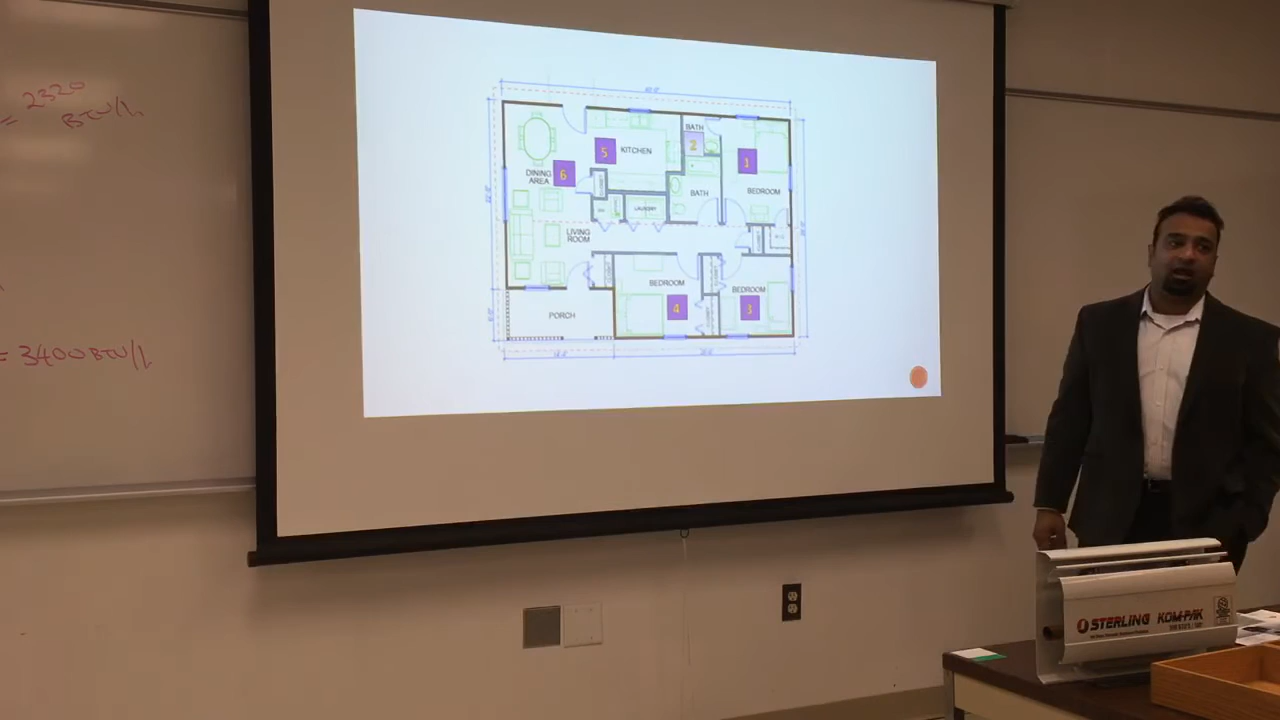 = 2320
BTU/h
= 3400 BTU/h
BATH
2
5
KITCHEN
1
DINING
AREA
6
BATH
BEDROOM
LAUNDRY
LIVING
ROOM
BEDROOM
4
BEDROOM
3
PORCH
STERLING KOM-PAK